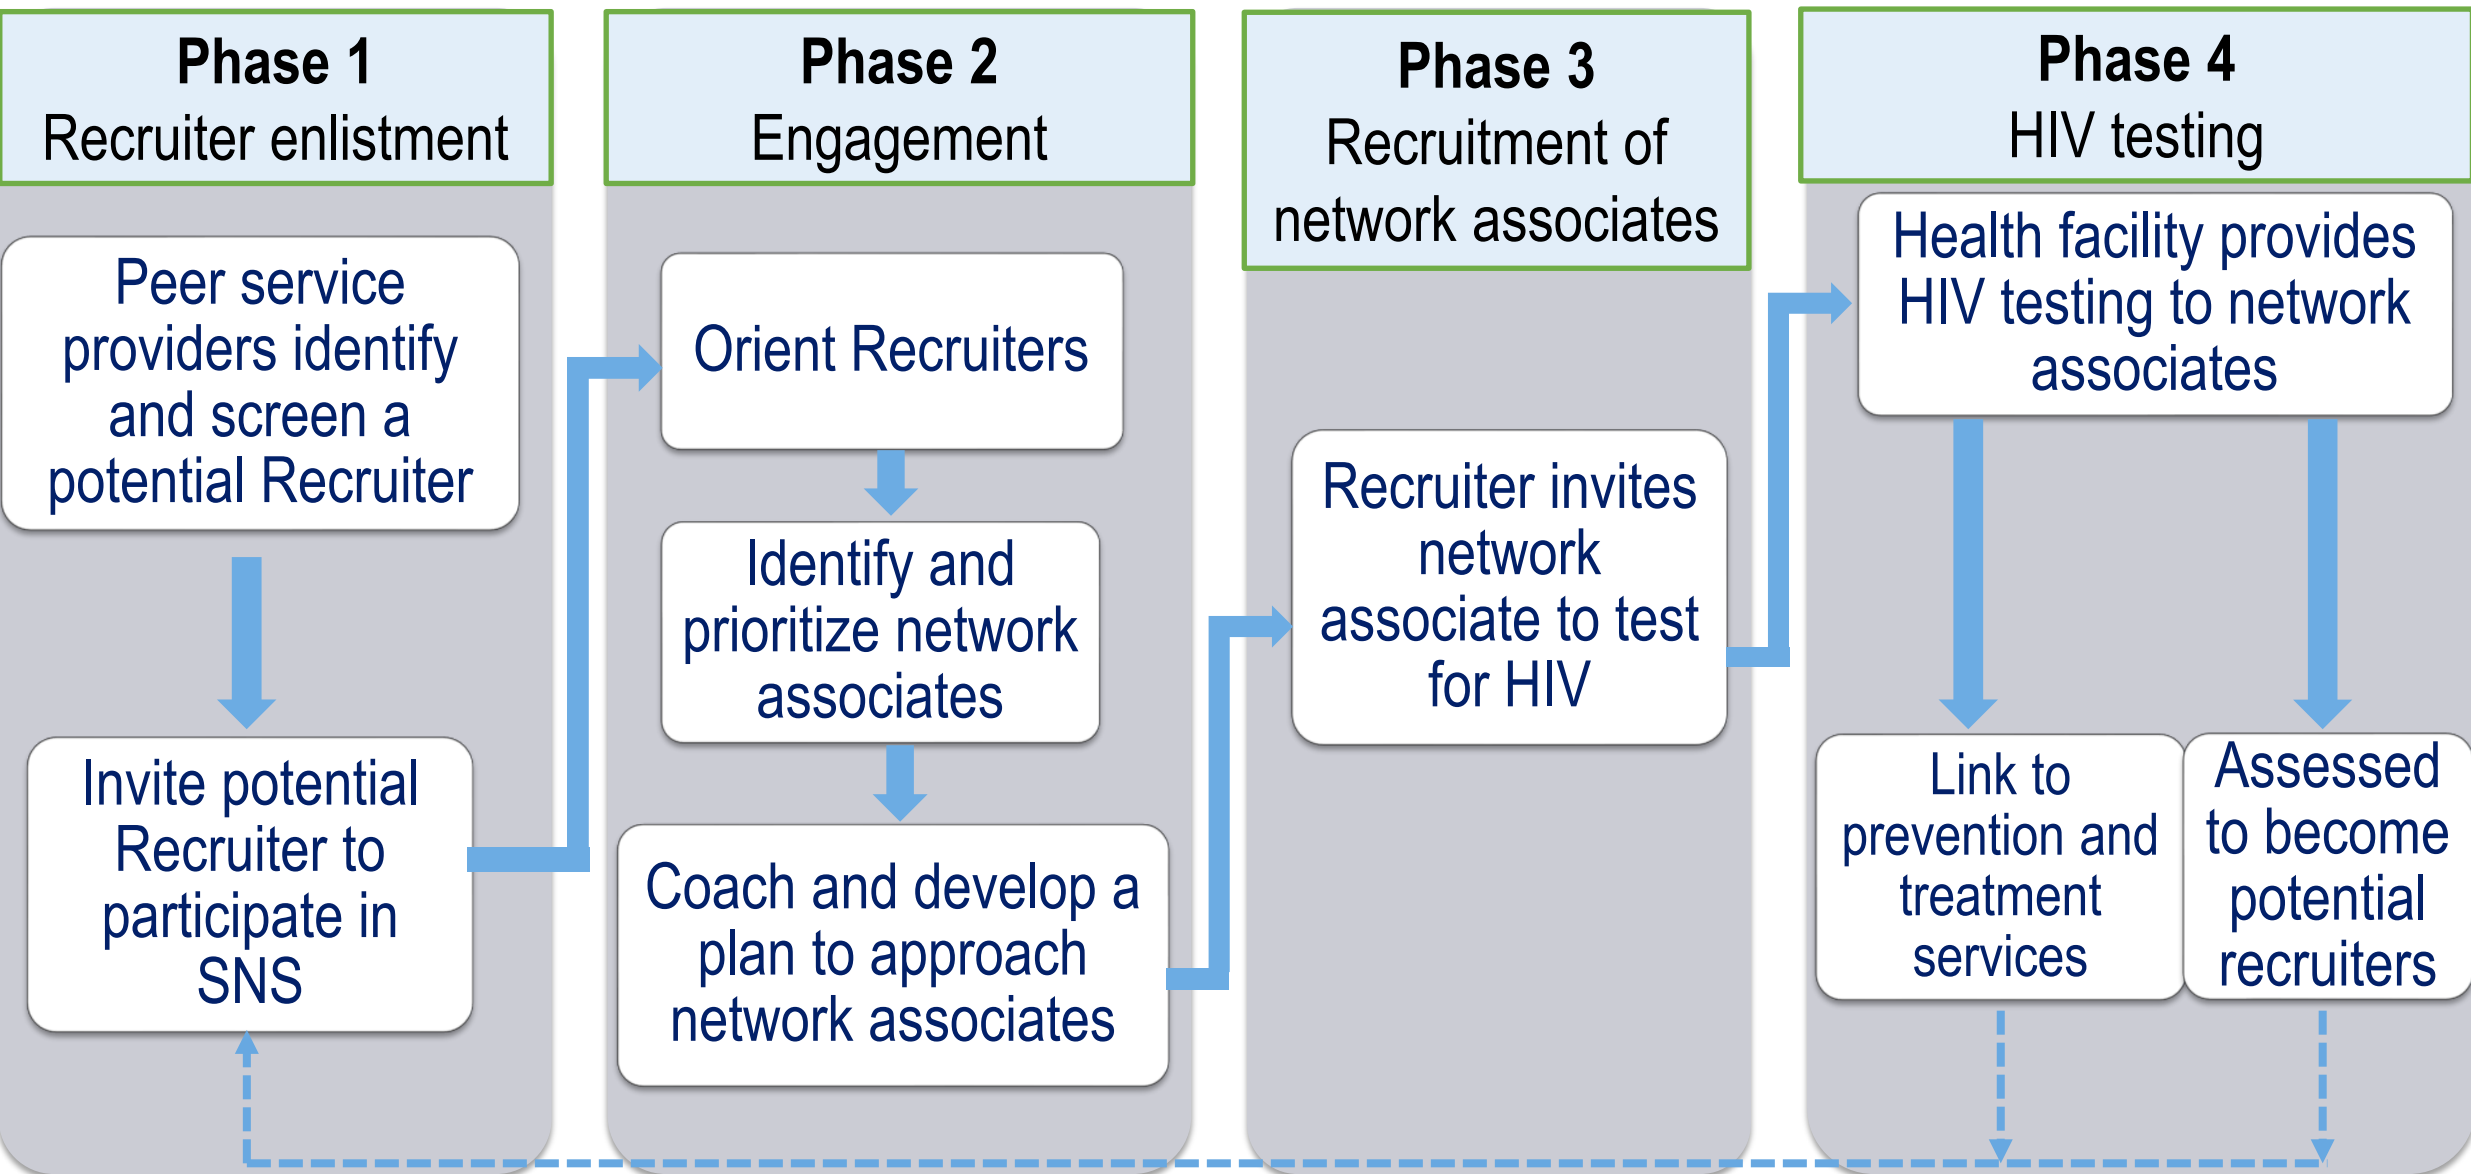 Phase 1
Recruiter enlistment
Peer service
providers identify
and screen a
potential Recruiter
Invite potential
Recruiter to
participate in
SNS
Phase 2
Engagement
Orient Recruiters
Identify and
prioritize network
associates
Coach and develop a
plan to approach
network associates
Phase 3
Recruitment of
network associates
Recruiter invites
network
associate to test
for HIV
Phase 4
HIV testing
Health facility provides
HIV testing to network
associates
Link to
prevention and
treatment
services
Assessed
to become
potential
recruiters